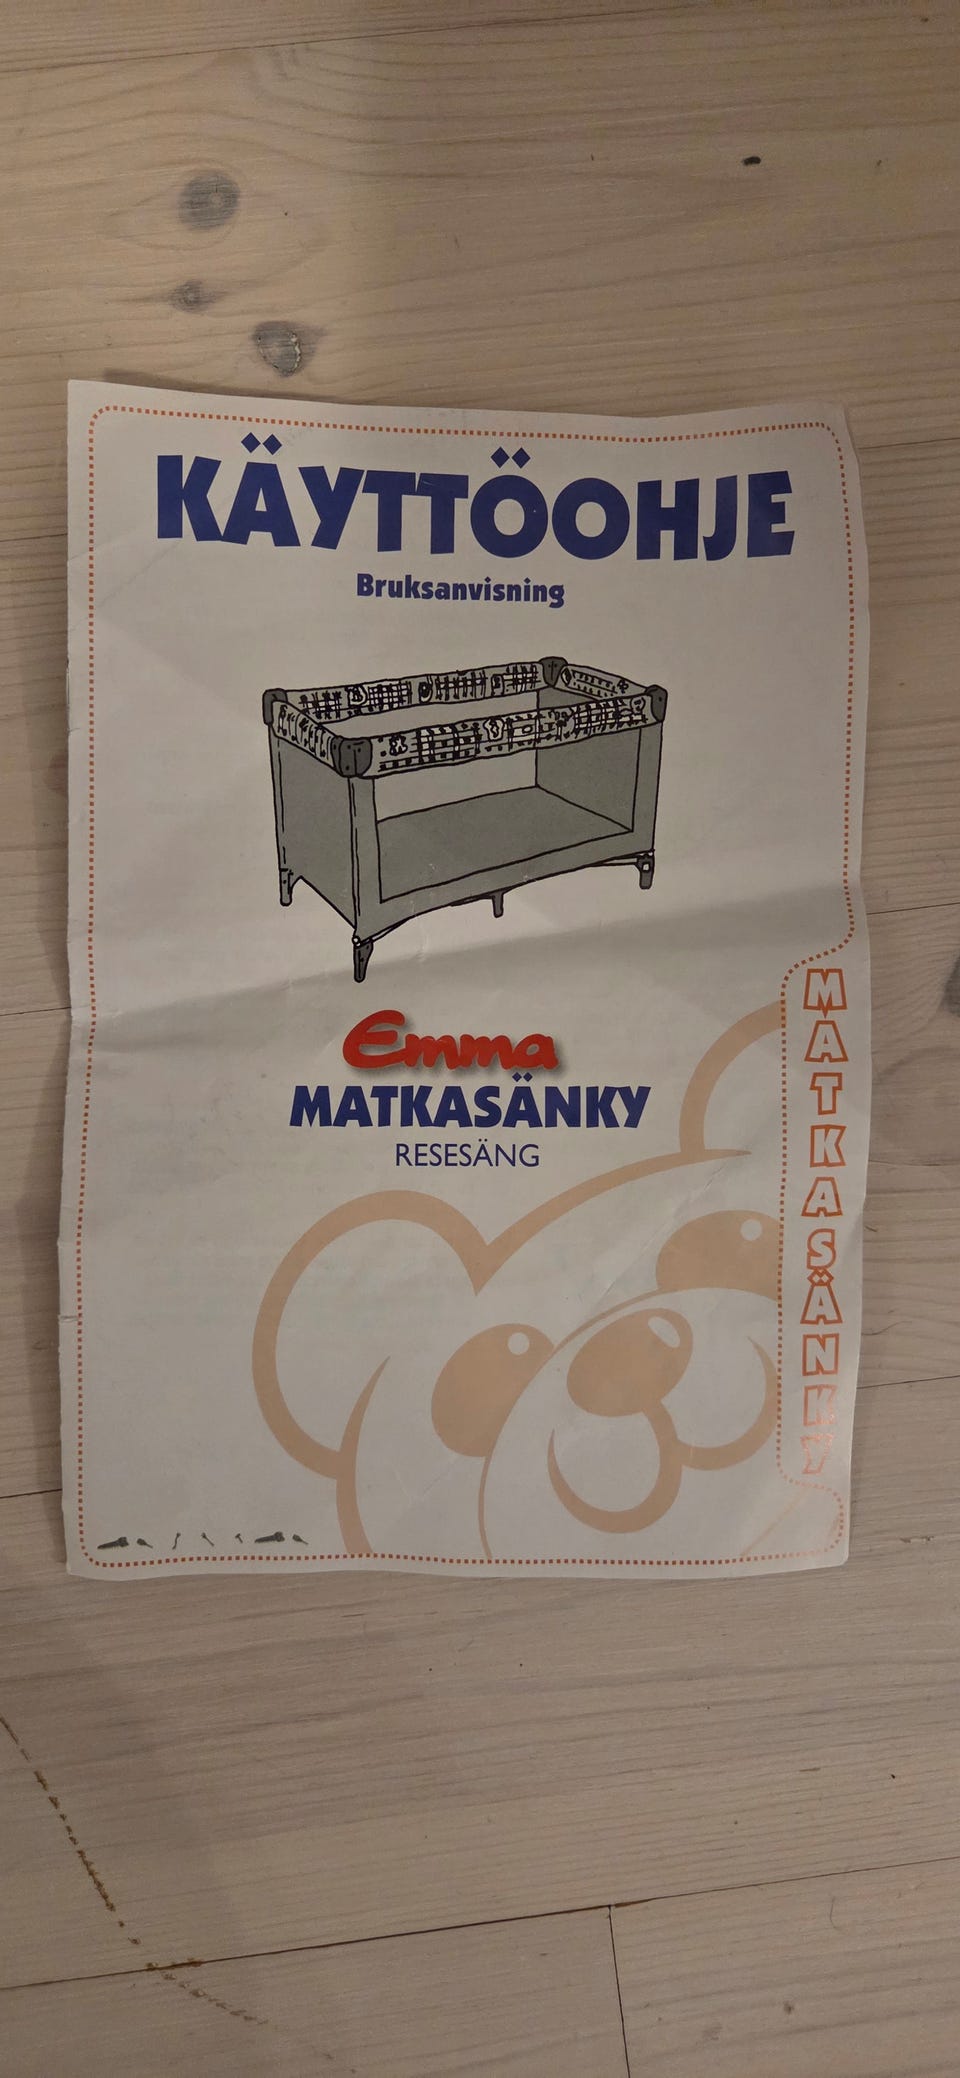 KÄYTTÖOHJE
Bruksanvisning
Emma
MATKASÄNKY
RESESÄNG
MATKASÄNKY